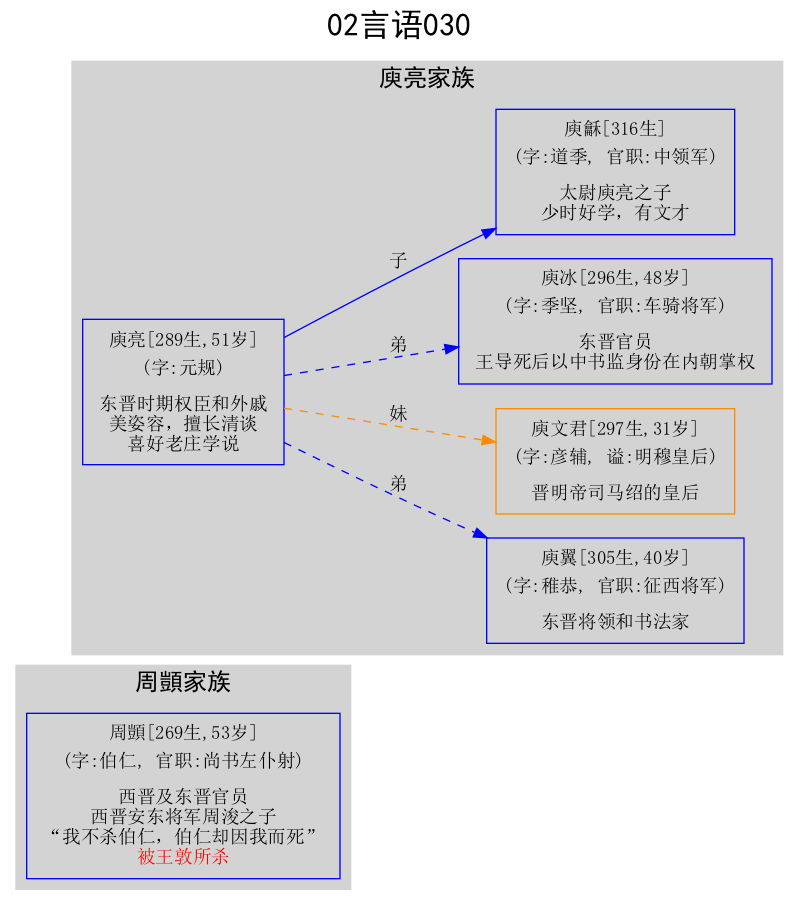 02言语030
庾亮家族
庾龢[316生]
(字:道季, 官职:中领军)
太尉庾亮之子
少时好学，有文才
子
庾冰[296生,48岁]
(字:季坚, 官职:车骑将军)
东晋官员
王导死后以中书监身份在内朝掌权
弟
庾亮[289生,51岁]
(字:元规)
东晋时期权臣和外戚
美姿容，擅长清谈
喜好老庄学说
妹
庾文君[297生,31岁]
(字:彦辅, 谥:明穆皇后)
晋明帝司马绍的皇后
弟
庾翼[305生,40岁]
(字:稚恭, 官职:征西将军)
东晋将领和书法家
周顗家族
周顗[269生,53岁]
(字:伯仁, 官职:尚书左仆射)
西晋及东晋官员
西晋安东将军周浚之子
“我不杀伯仁，伯仁却因我而死”
被王敦所杀